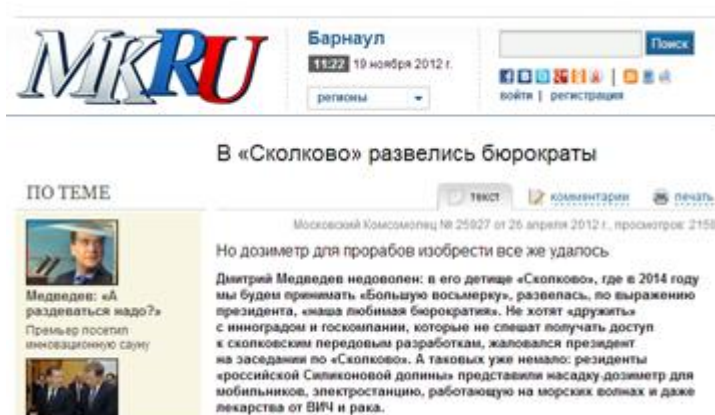 MKRU
Барнаул
11:22 19 ноября 2012 г.
регионы
Поиск
войти | регистрация
В «Сколково» развелись бюрократы
ПО ТЕМЕ
текст комментарии печать
Московский Комсомолец № 25927 от 26 апреля 2012 г., просмотров: 2159
Но дозиметр для прорабов изобрести все же удалось
Дмитрий Медведев недоволен: в его детище «Сколково», где в 2014 году
мы будем принимать «Большую восьмерку», развелась, по выражению
президента, «наша любимая бюрократия». Не хотят «дружить»
с инноградом и госкомпании, которые не спешат получать доступ
к сколковским передовым разработкам, жаловался президент
на заседании по «Сколково». А таковых уже немало: резиденты
«российской Силиконовой долины» представили насадку-дозиметр для
мобильников, электростанцию, работающую на морских волнах и даже
лекарства от ВИЧ и рака.
Медведев: «А
раздеваться надо?»
Премьер посетил
инновационную сауну